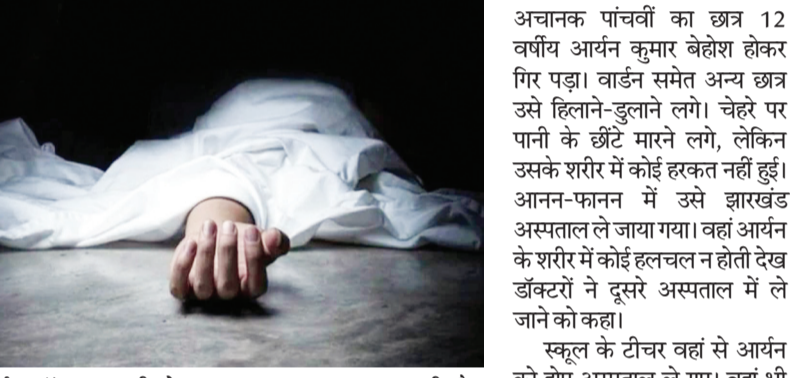 अचानक पांचवीं का छात्र 12
वर्षीय आर्यन कुमार बेहोश होकर
गिर पड़ा। वार्डन समेत अन्य छात्र
उसे हिलाने-डुलाने लगे। चेहरे पर
पानी के छींटे मारने लगे, लेकिन
उसके शरीर में कोई हरकत नहीं हुई।
आनन-फानन में उसे झारखंड
अस्पताल ले जाया गया। वहां आर्यन
के शरीर में कोई हलचल न होती देख
डॉक्टरों ने दूसरे अस्पताल में ले
जाने को कहा।
स्कूल के टीचर वहां से आर्यन